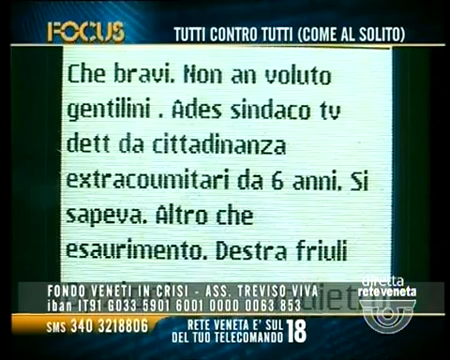 FOCUS
TUTTI CONTRO TUTTI (COME AL SOLITO)
Che bravi. Non an voluto
gentilini . Ades sindaco tv
dett da cittadinanza
extracoumitari da 6 anni. Si
sapeva. Altro che
esaurimento. Destra friuli
FONDO VENETI IN CRISI - ASS. TREVISO VIVA
iban IT91 6033 5901 6001 0000 0063 853
diretta
reteveneta
SMS 340 3218806
RETE VENETA E' SUL
DEL TUO TELECOMANDO 18